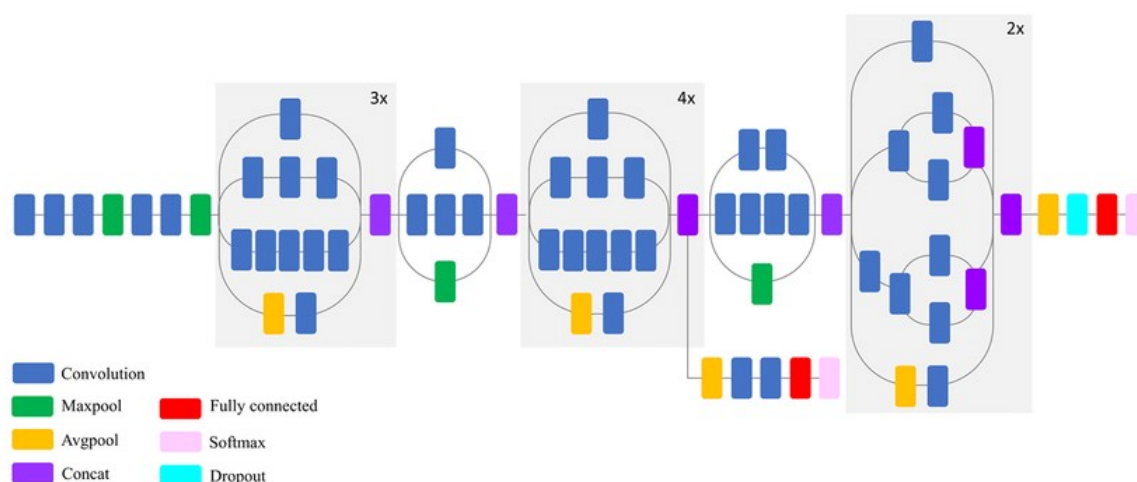 3x
4x
2x
Convolution
Maxpool
Fully connected
Avgpool
Softmax
Concat
Dropout